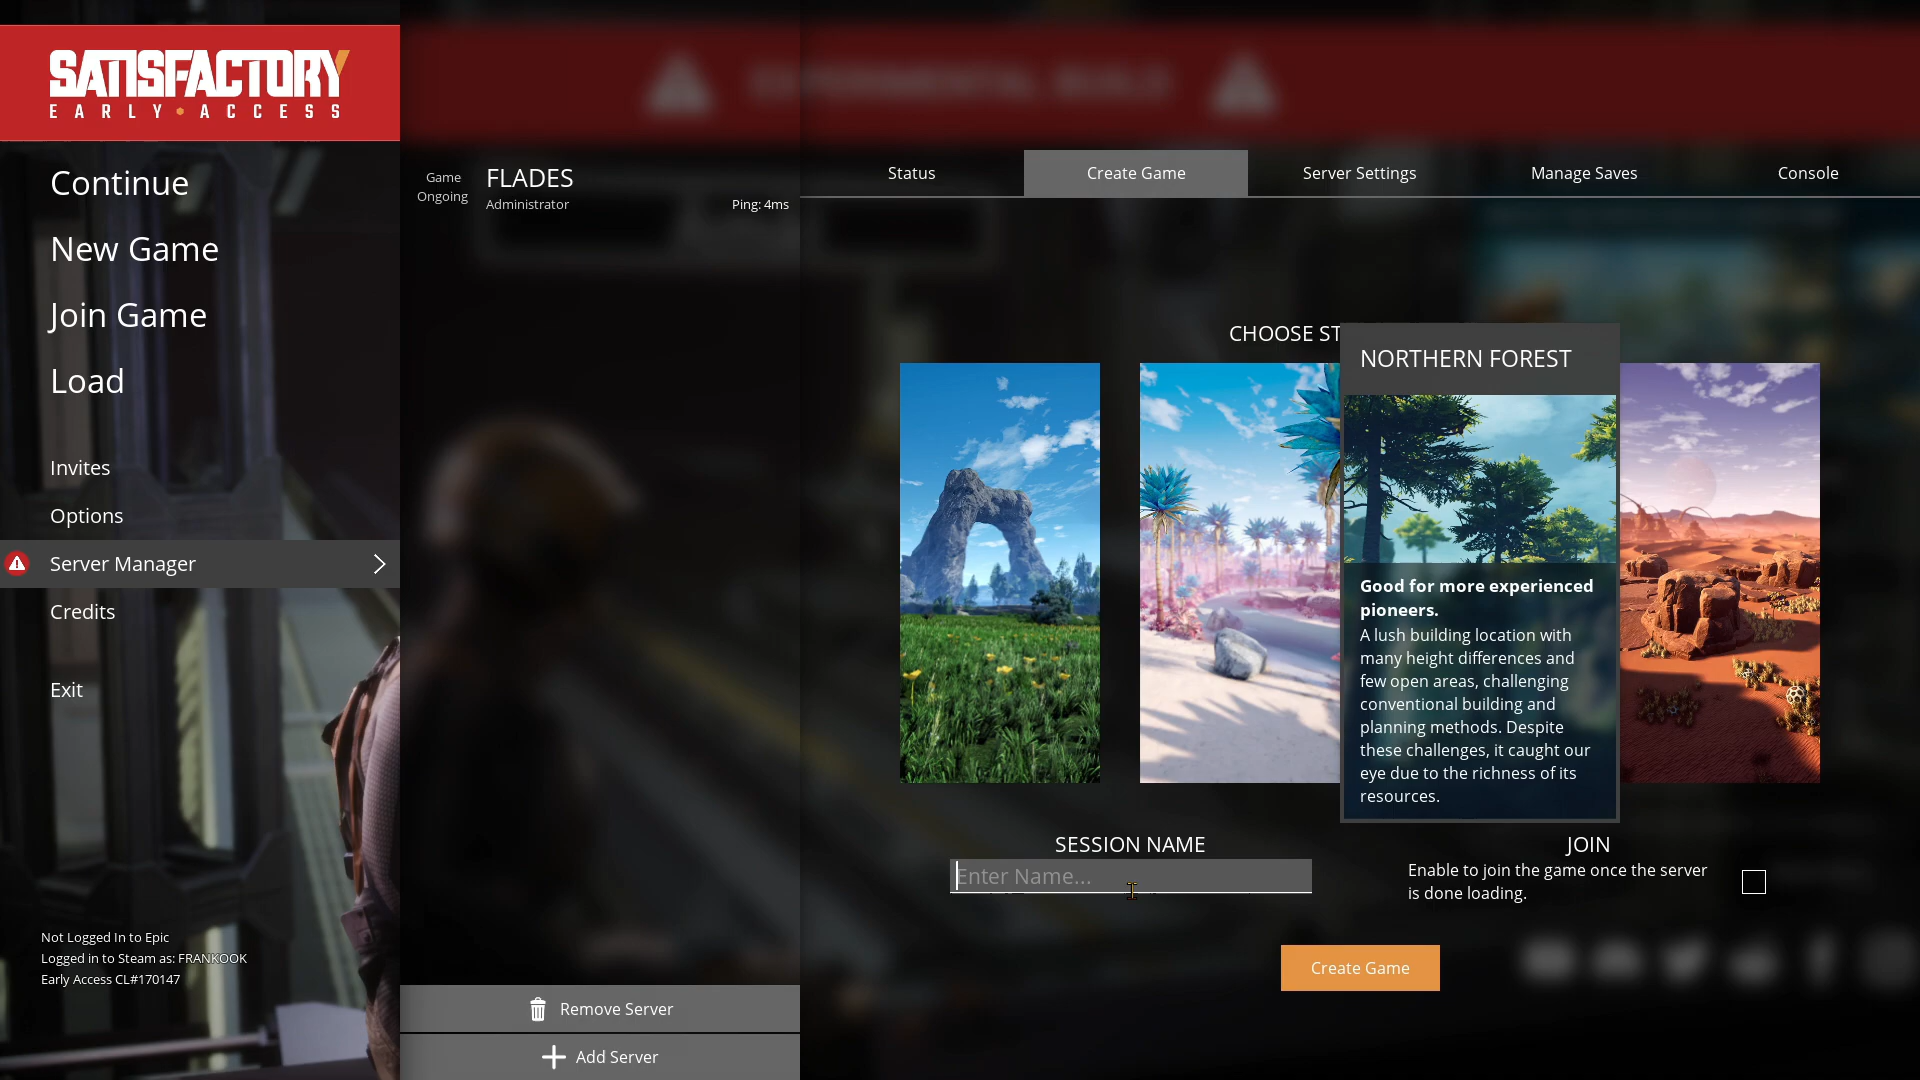 SATISFACTORY
EARLY ACCESS
Continue
New Game
Join Game
Load
Invites
Options
Server Manager
Credits
Exit
Not Logged In to Epic
Logged in to Steam as: FRANKOOK
Early Access CL#170147
Game
Ongoing
FLADES
Administrator
Ping: 4ms
Remove Server
Add Server
EXPERIMENTAL BUILD
Status
Create Game
Server Settings
Manage Saves
Console
CHOOSE ST
NORTHERN FOREST
Good for more experienced
pioneers.
A lush building location with
many height differences and
few open areas, challenging
conventional building and
planning methods. Despite
these challenges, it caught our
eye due to the richness of its
resources.
SESSION NAME
Enter Name...
JOIN
Enable to join the game once the server
is done loading.
Create Game